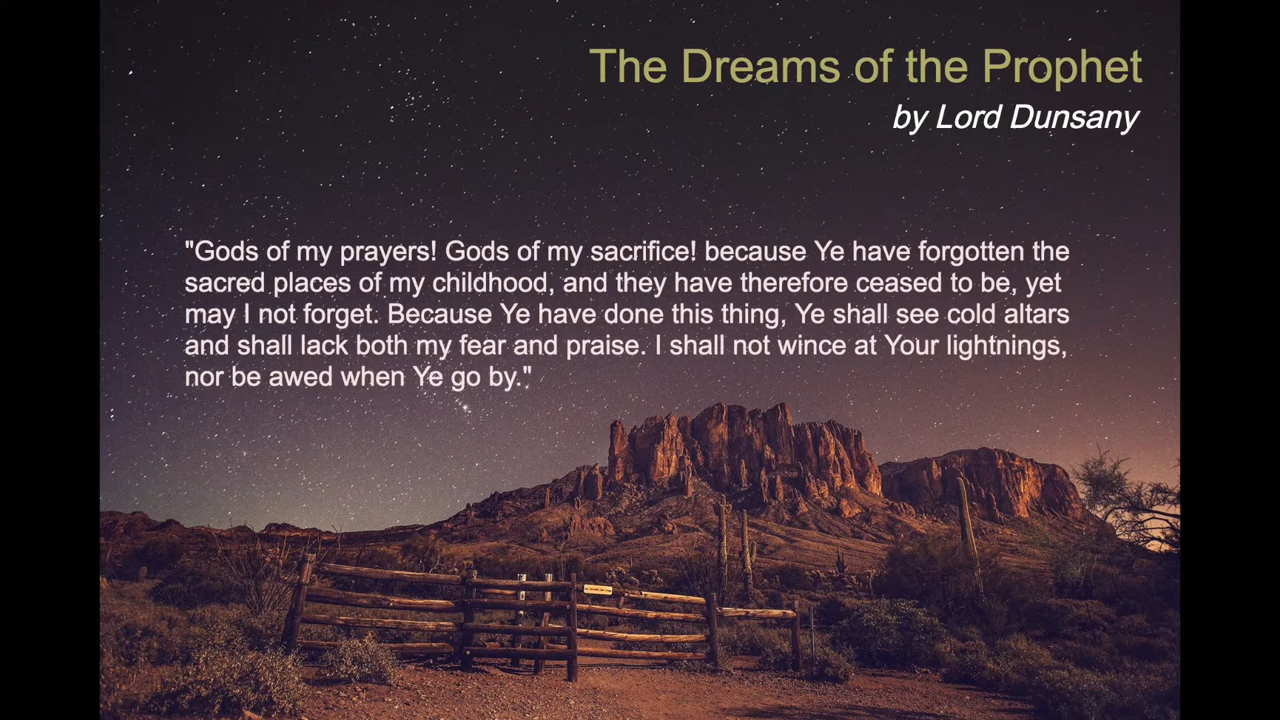 The Dreams of the Prophet
by Lord Dunsany
"Gods of my prayers! Gods of my sacrifice! because Ye have forgotten the
sacred places of my childhood, and they have therefore ceased to be, yet
may I not forget. Because Ye have done this thing, Ye shall see cold altars
and shall lack both my fear and praise. I shall not wince at Your lightnings,
nor be awed when Ye go by."